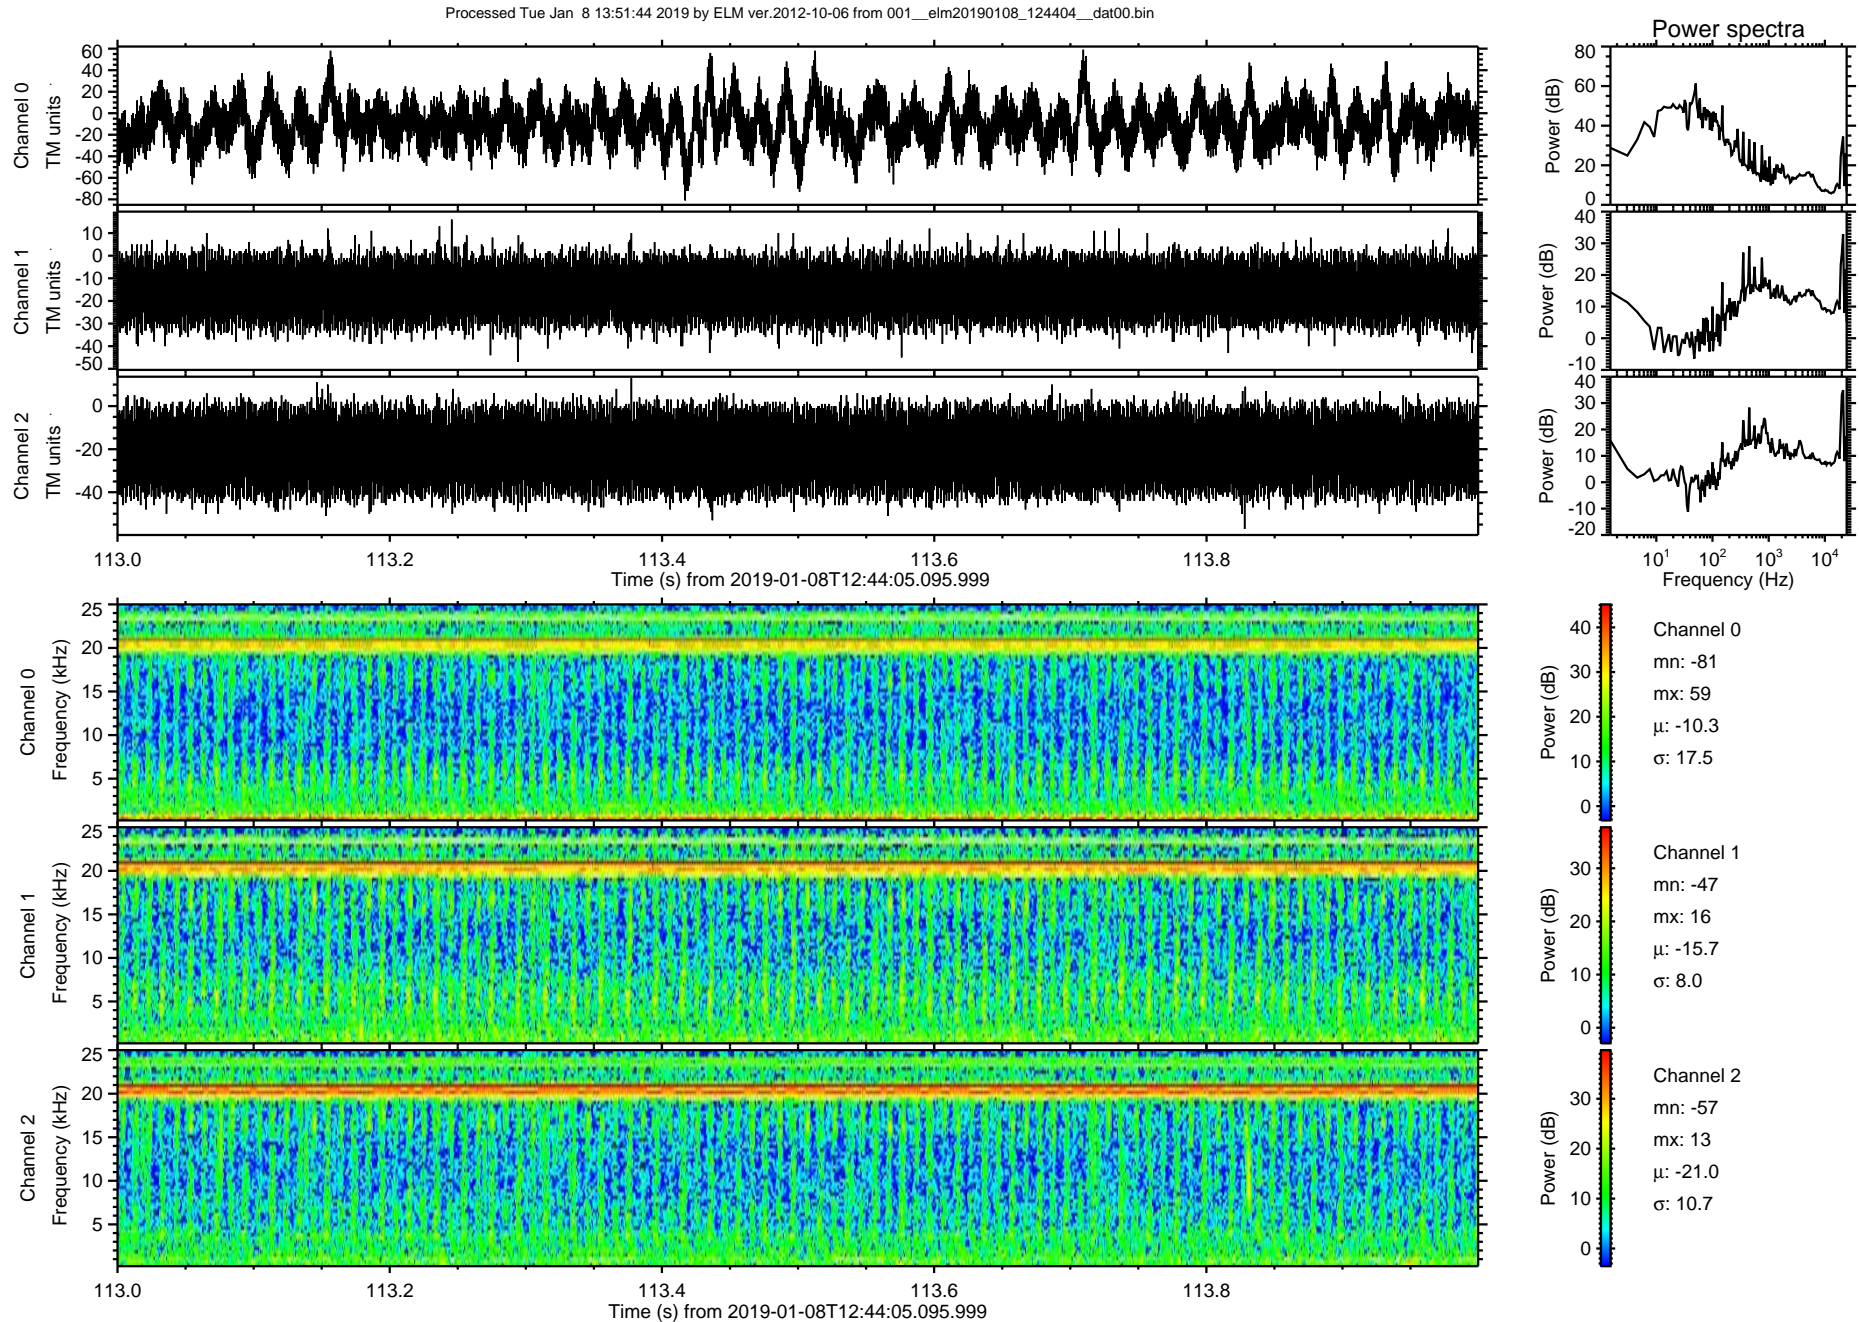 Processed Tue Jan  8 13:51:44 2019 by ELM ver.2012-10-06 from 001__elm20190108_124404__dat00.bin
Power spectra
Channel 0
TM units
60
40
20
0
-20
-40
-60
-80
Power (dB)
80
60
40
20
0
Channel 1
TM units
10
0
-10
-20
-30
-40
-50
Power (dB)
40
30
20
10
0
-10
Channel 2
TM units
0
-20
-40
Power (dB)
40
30
20
10
0
-10
-20
113.0 113.2 113.4 113.6 113.8
Time (s) from 2019-01-08T12:44:05.095.999
10¹ 10² 10³ 10⁴
Frequency (Hz)
Channel 0
Frequency (kHz)
25
20
15
10
5
Power (dB)
40
30
20
10
0
Channel 0
mn: -81
mx: 59
μ: -10.3
σ: 17.5
Channel 1
Frequency (kHz)
25
20
15
10
5
Power (dB)
30
20
10
0
Channel 1
mn: -47
mx: 16
μ: -15.7
σ: 8.0
Channel 2
Frequency (kHz)
25
20
15
10
5
Power (dB)
30
20
10
0
Channel 2
mn: -57
mx: 13
μ: -21.0
σ: 10.7
113.0 113.2 113.4 113.6 113.8
Time (s) from 2019-01-08T12:44:05.095.999